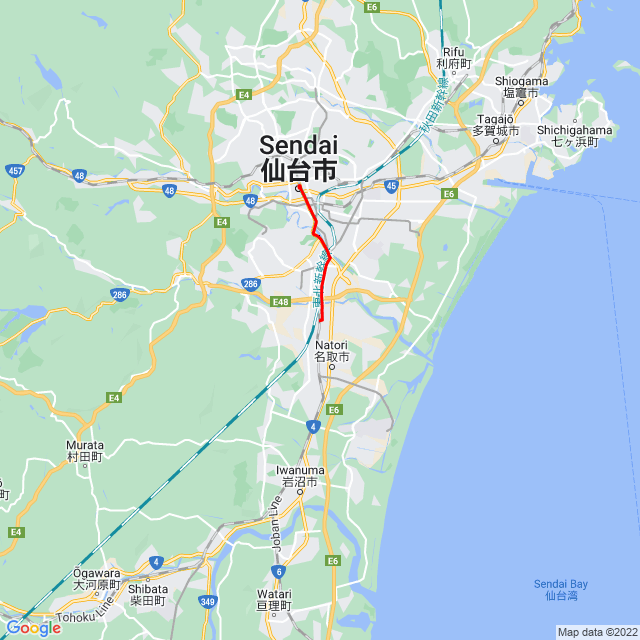 E6
Rifu
利府町
E4
Shiogama
塩竈市
秋田新幹線
Tagajō
多賀城市
Shichigahama
七ヶ浜町
Sendai
仙台市
457
48
45
E6
48
E4
286
286
東北新幹線
E48
Natori
名取市
E4
E6
4
Murata
村田町
Iwanuma
岩沼市
町
E4
Joban Line
4
E6
Ōgawara
大河原町
Shibata
柴田町
6
Sendai Bay
仙台湾
Watari
亘理町
349
Tohoku Line
Google
Map data ©2022